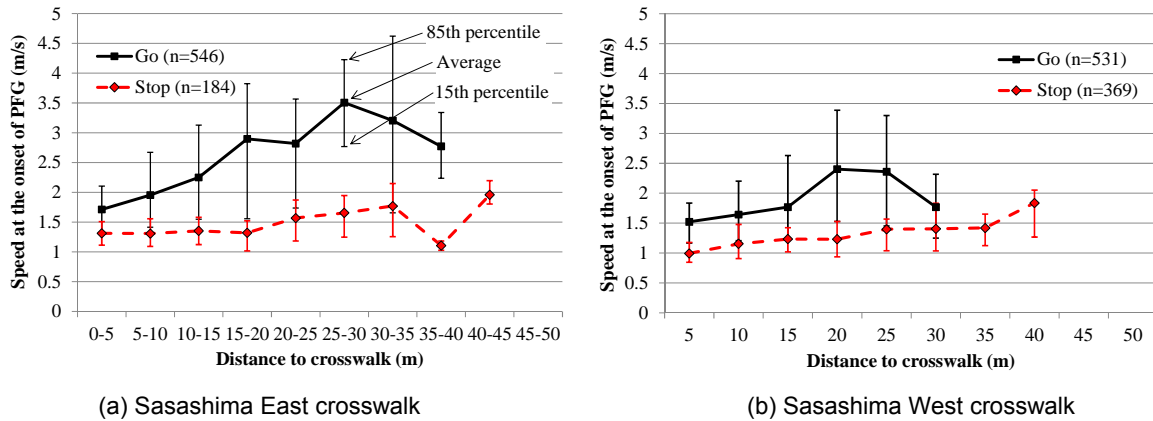 Speed at the onset of PFG (m/s)
5
4.5
4
3.5
3
2.5
2
1.5
1
0.5
0
Go (n=546)
Stop (n=184)
85th percentile
Average
15th percentile
0-5 5-10 10-15 15-20 20-25 25-30 30-35 35-40 40-45 45-50
Distance to crosswalk (m)
(a) Sasashima East crosswalk
Speed at the onset of PFG (m/s)
5
4.5
4
3.5
3
2.5
2
1.5
1
0.5
0
Go (n=531)
Stop (n=369)
5 10 15 20 25 30 35 40 45 50
Distance to crosswalk (m)
(b) Sasashima West crosswalk